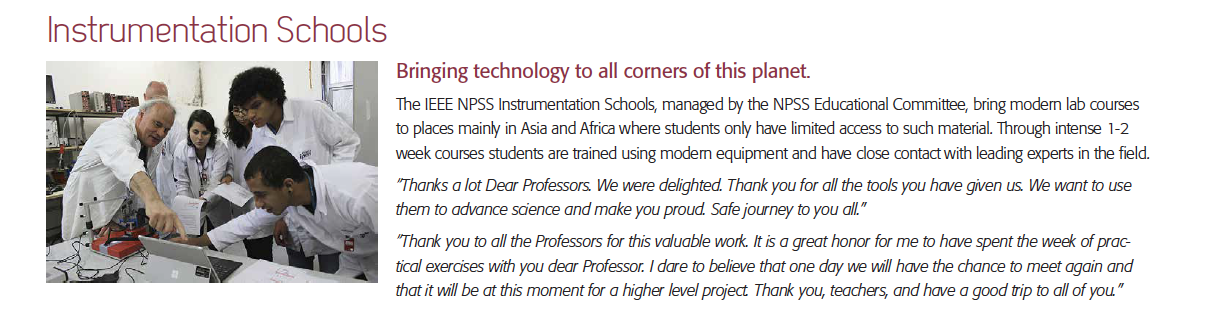 Instrumentation Schools
Bringing technology to all corners of this planet.
The IEEE NPSS Instrumentation Schools, managed by the NPSS Educational Committee, bring modern lab courses
to places mainly in Asia and Africa where students only have limited access to such material. Through intense 1-2
week courses students are trained using modern equipment and have close contact with leading experts in the field.
"Thanks a lot Dear Professors. We were delighted. Thank you for all the tools you have given us. We want to use
them to advance science and make you proud. Safe journey to you all."
"Thank you to all the Professors for this valuable work. It is a great honor for me to have spent the week of prac-
tical exercises with you dear Professor. I dare to believe that one day we will have the chance to meet again and
that it will be at this moment for a higher level project. Thank you, teachers, and have a good trip to all of you."